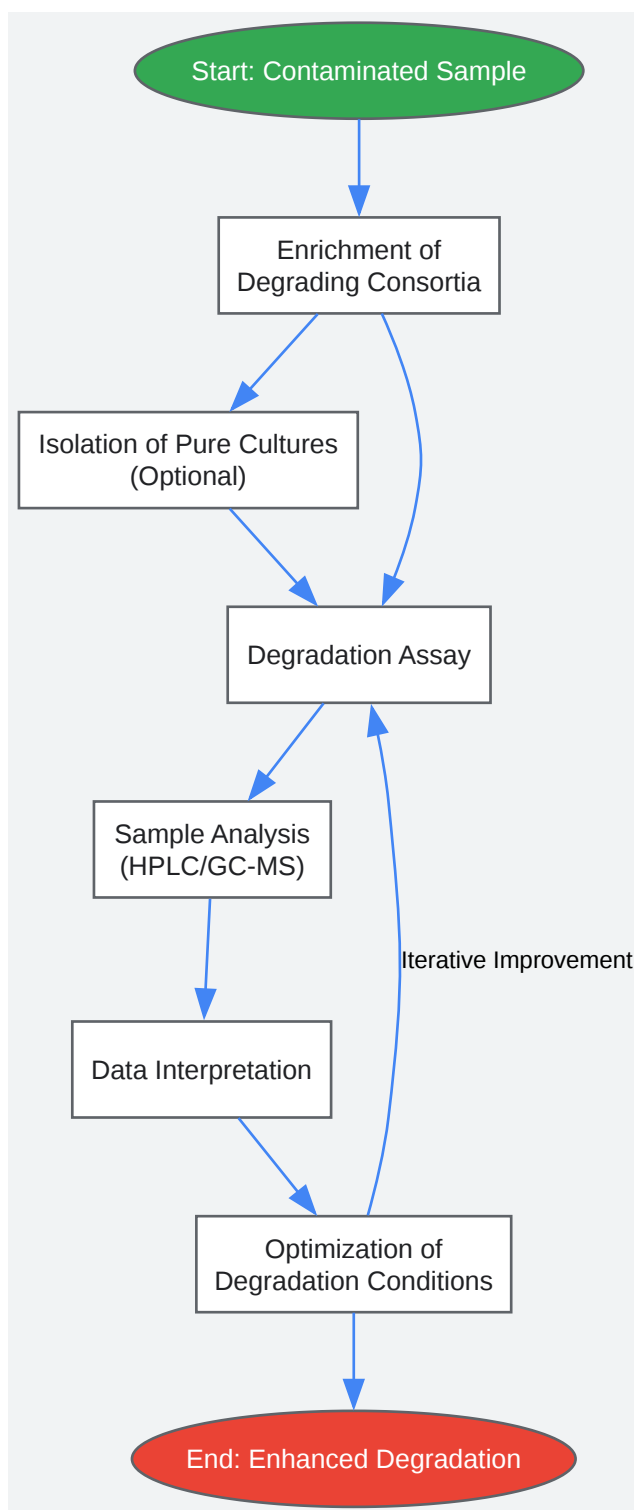 Start: Contaminated Sample
Enrichment of
Degrading Consortia
Isolation of Pure Cultures
(Optional)
Degradation Assay
Sample Analysis
(HPLC/GC-MS)
Iterative Improvement
Data Interpretation
Optimization of
Degradation Conditions
End: Enhanced Degradation